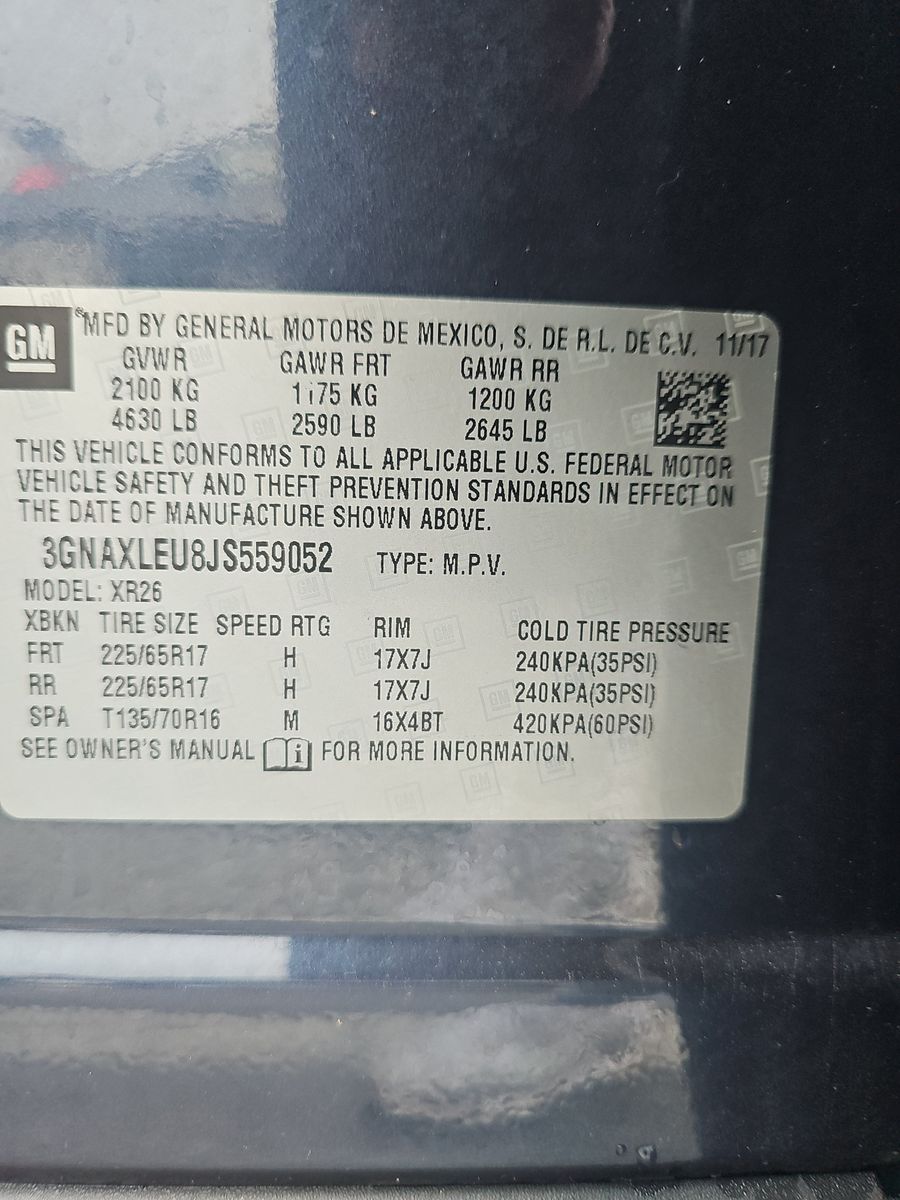 GM
®MFD BY GENERAL MOTORS DE MEXICO, S. DE R.L. DE C.V. 11/17
GVWR GAWR FRT GAWR RR
2100 KG 1175 KG 1200 KG
4630 LB 2590 LB 2645 LB
THIS VEHICLE CONFORMS TO ALL APPLICABLE U.S. FEDERAL MOTOR
VEHICLE SAFETY AND THEFT PREVENTION STANDARDS IN EFFECT ON
THE DATE OF MANUFACTURE SHOWN ABOVE.
3GNAXLEU8JS559052 TYPE: M.P.V.
MODEL: XR26
XBKN TIRE SIZE SPEED RTG RIM COLD TIRE PRESSURE
FRT 225/65R17 H 17X7J 240KPA(35PSI)
RR 225/65R17 H 17X7J 240KPA(35PSI)
SPA T135/70R16 M 16X4BT 420KPA(60PSI)
SEE OWNER'S MANUAL i FOR MORE INFORMATION.